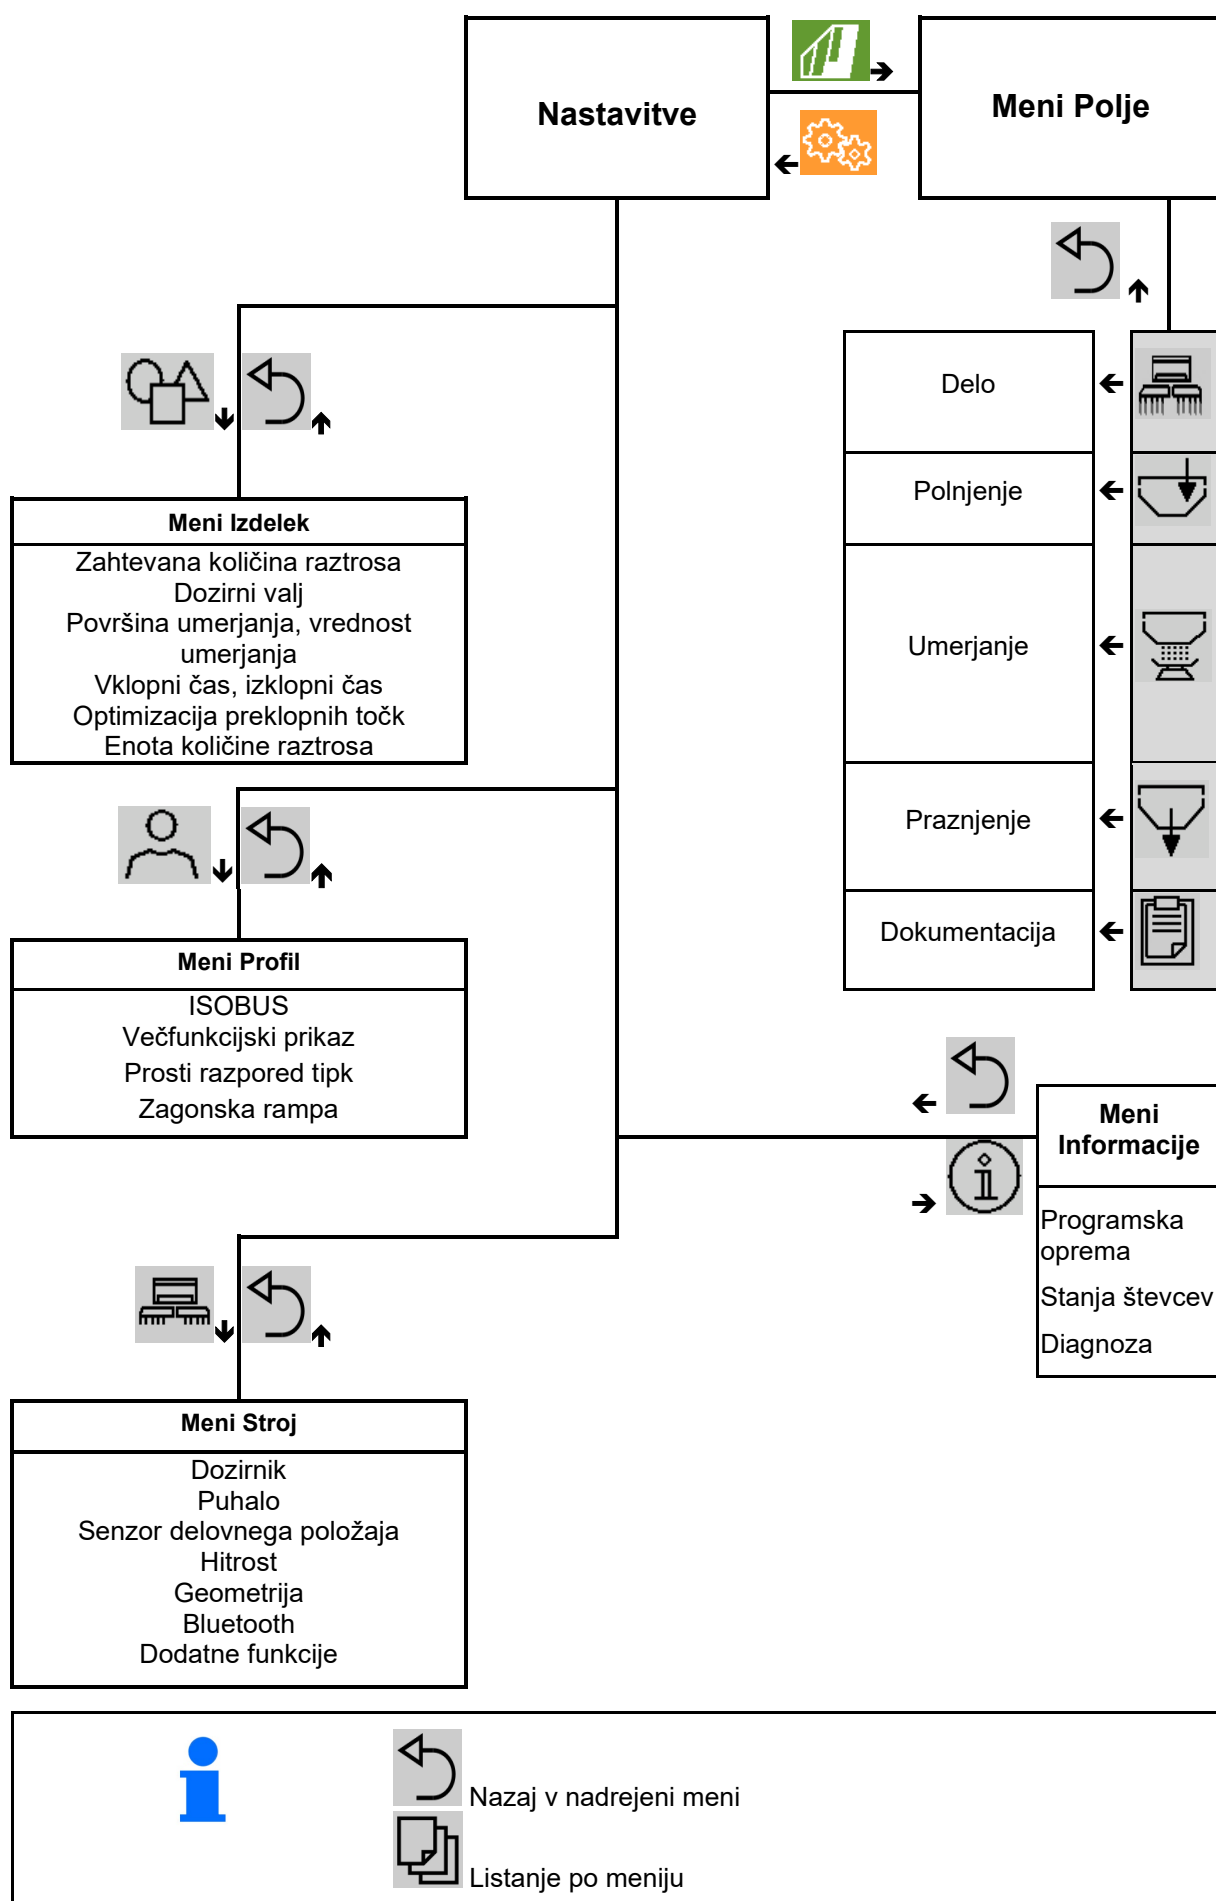 Nastavitve
Meni Polje
Delo
Polnjenje
Umerjanje
Praznjenje
Dokumentacija
Meni Izdelek
Zahtevana količina raztrosa
Dozirni valj
Površina umerjanja, vrednost
umerjanja
Vklopni čas, izklopni čas
Optimizacija preklopnih točk
Enota količine raztrosa
Meni Profil
ISOBUS
Večfunkcijski prikaz
Prosti razpored tipk
Zagonska rampa
Meni
Informacije
Programska
oprema
Stanja števcev
Diagnoza
Meni Stroj
Dozirnik
Puhalo
Senzor delovnega položaja
Hitrost
Geometrija
Bluetooth
Dodatne funkcije
Nazaj v nadrejeni meni
Listanje po meniju